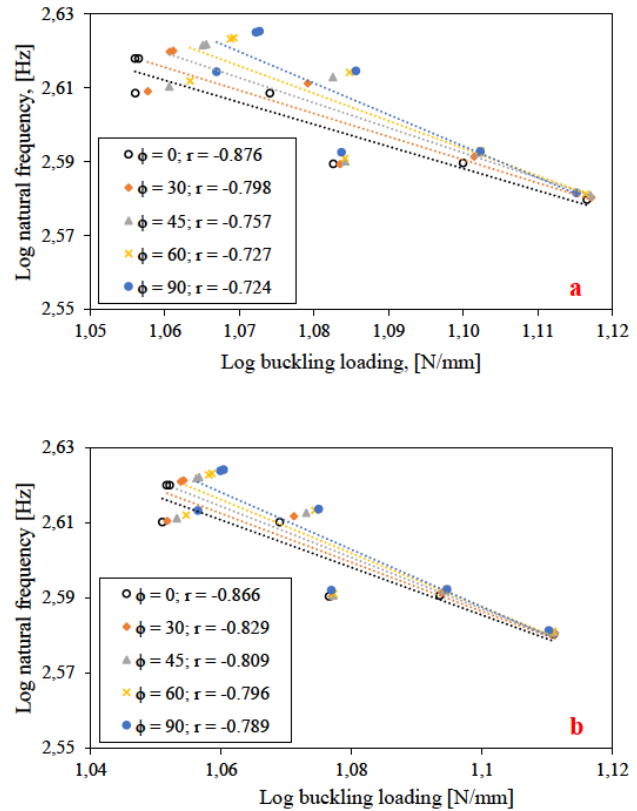 2,63
2,61
2,59
2,57
2,55
Log natural frequency, [Hz]
ϕ = 0; r = -0.876
ϕ = 30; r = -0.798
ϕ = 45; r = -0.757
ϕ = 60; r = -0.727
ϕ = 90; r = -0.724
a
1,05 1,06 1,07 1,08 1,09 1,10 1,11 1,12
Log buckling loading, [N/mm]
2,63
2,61
2,59
2,57
2,55
Log natural frequency [Hz]
ϕ = 0; r = -0.866
ϕ = 30; r = -0.829
ϕ = 45; r = -0.809
ϕ = 60; r = -0.796
ϕ = 90; r = -0.789
b
1,04 1,06 1,08 1,1 1,12
Log buckling loading [N/mm]